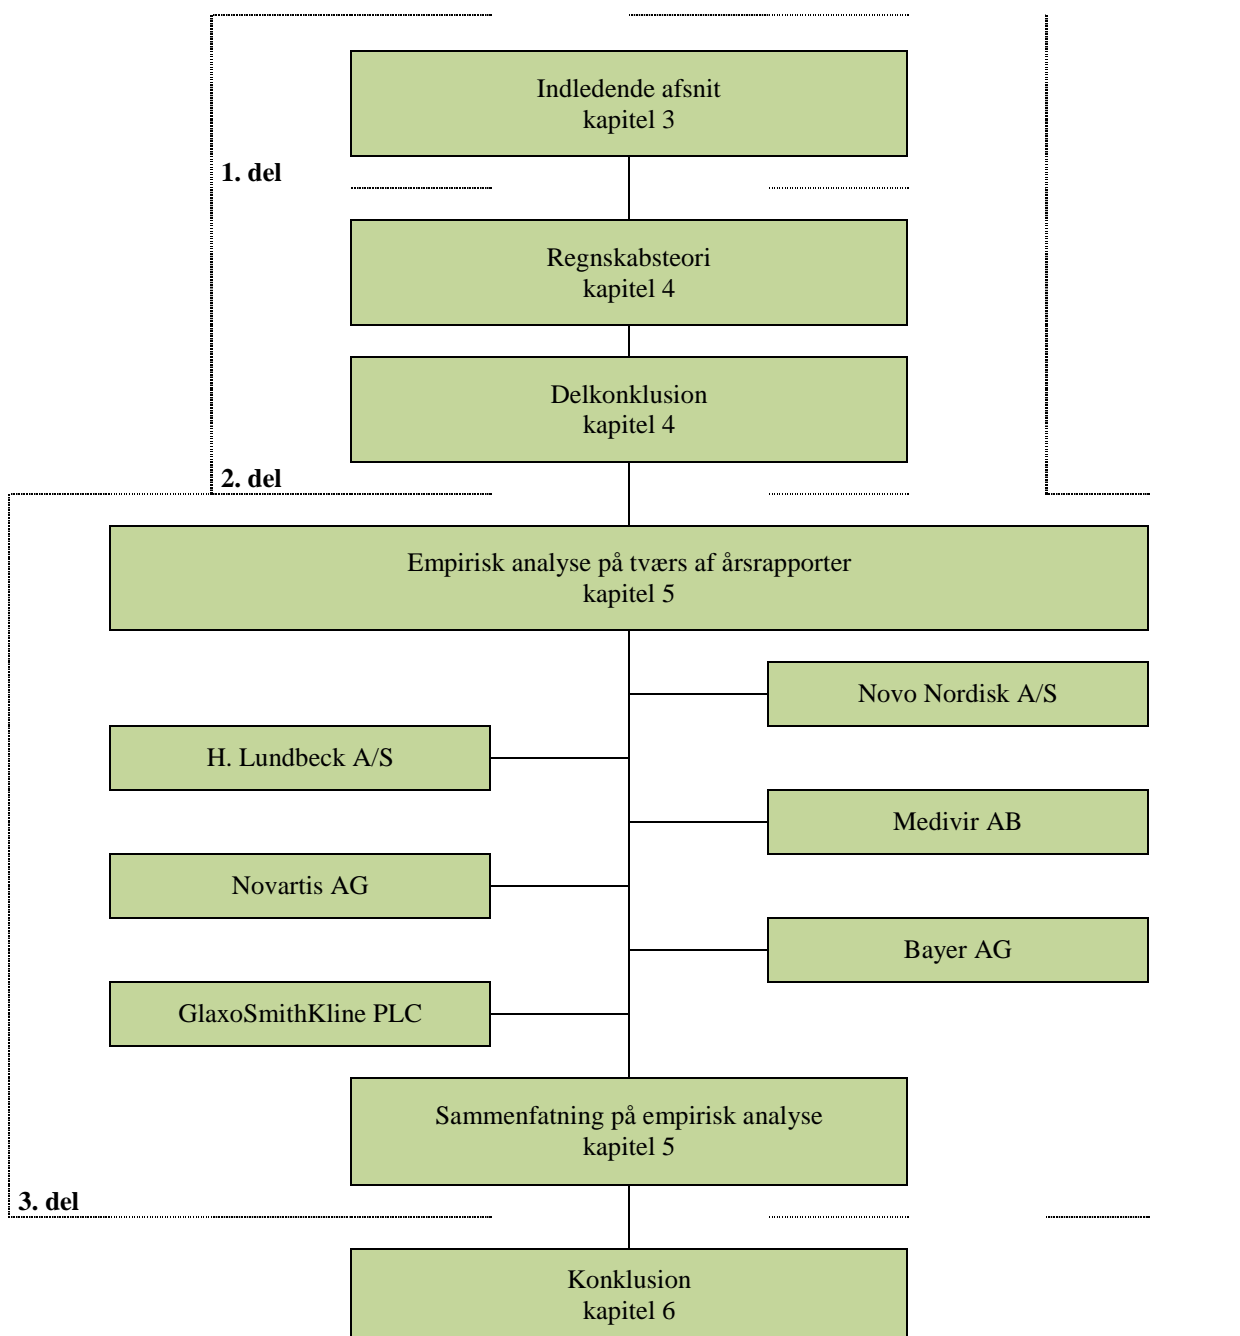 Indledende afsnit
kapitel 3
1. del
Regnskabsteori
kapitel 4
Delkonklusion
kapitel 4
2. del
Empirisk analyse på tværs af årsrapporter
kapitel 5
Novo Nordisk A/S
H. Lundbeck A/S
Medivir AB
Novartis AG
Bayer AG
GlaxoSmithKline PLC
Sammenfatning på empirisk analyse
kapitel 5
3. del
Konklusion
kapitel 6